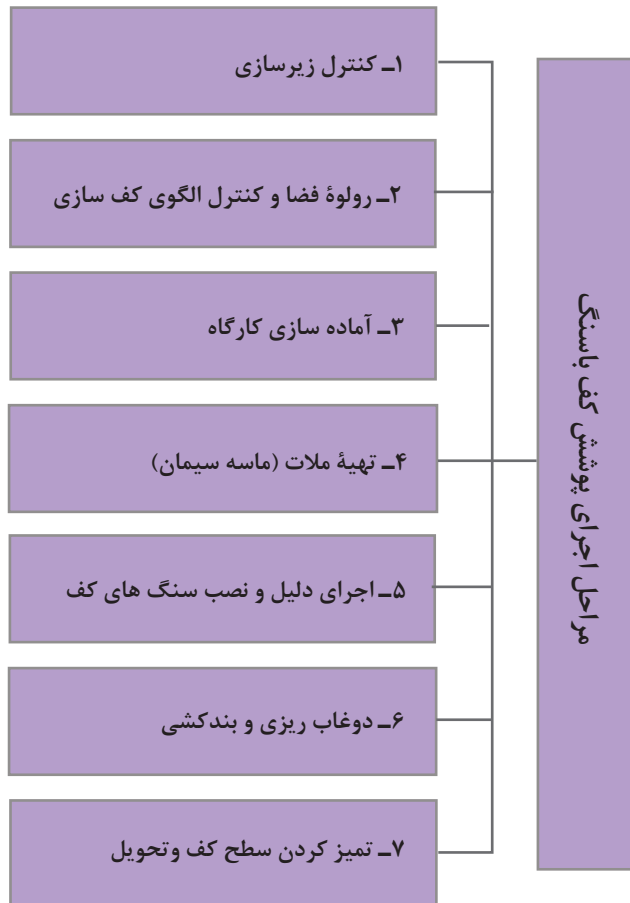 مراحل اجرای پوشش کف باسنگ
۱ـ کنترل زیرسازی
۲ـ رولوۀ فضا و کنترل الگوی کف سازی
۳ـ آماده سازی کارگاه
۴ـ تهیۀ ملات (ماسه سیمان)
۵ـ اجرای دلیل و نصب سنگ های کف
۶ـ دوغاب ریزی و بندکشی
۷ـ تمیز کردن سطح کف وتحویل